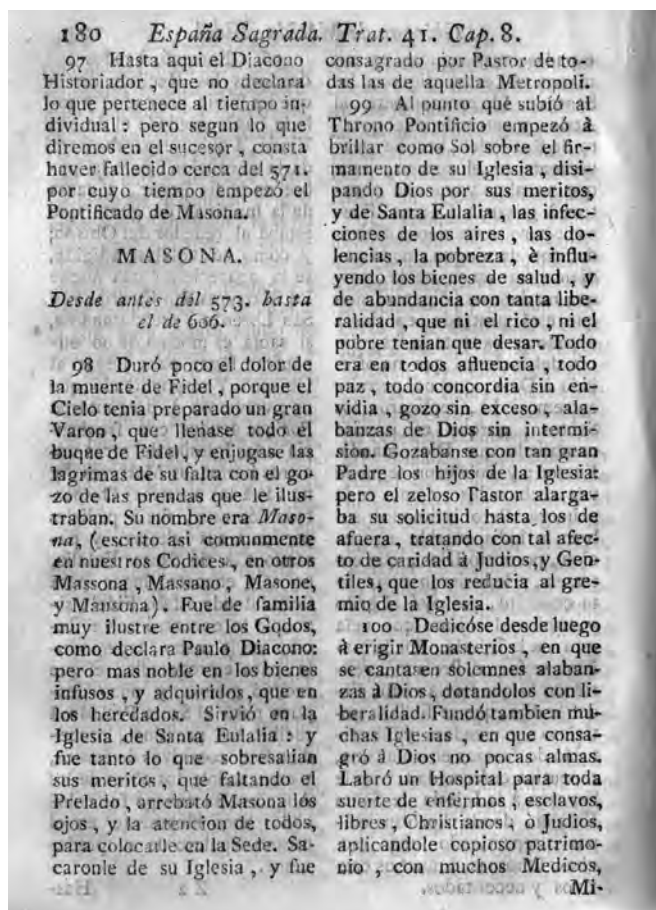 180 España Sagrada. Trat. 41. Cap. 8.
97 Hasta aqui el Diacono
Historiador, que no declara
lo que pertenece al tiempo in-
dividual: pero segun lo que
diremos en el sucesor, consta
haver fallecido cerca del 571.
por cuyo tiempo empezó el
Pontificado de Masona.
MASONA.
Desde antes del 573. hasta
el de 606.
98 Duró poco el dolor de
la muerte de Fidel, porque el
Cielo tenia preparado un gran
Varon, que llenase todo el
buque de Fidel, y enjugase las
lagrimas de su falta con el go-
zo de las prendas que le ilus-
traban. Su nombre era Maso-
na, (escrito asi comunmente
en nuestros Codices, en otros
Massona, Massano, Masone,
y Mausona). Fue de familia
muy ilustre entre los Godos,
como declara Paulo Diacono:
pero mas noble en los bienes
infusos, y adquiridos, que en
los heredados. Sirvió en la
Iglesia de Santa Eulalia: y
fue tanto lo que sobresalian
sus meritos, que faltando el
Prelado, arrebató Masona los
ojos, y la atencion de todos,
para colocarle en la Sede. Sa-
caronle de su Iglesia, y fue
consagrado por Pastor de to-
das las de aquella Metropoli.
99 Al punto que subió al
Throno Pontificio empezó à
brillar como Sol sobre el fir-
mamento de su Iglesia, disi-
pando Dios por sus meritos,
y de Santa Eulalia, las infec-
ciones de los aires, las do-
lencias, la pobreza, è influ-
yendo los bienes de salud, y
de abundancia con tanta libe-
ralidad, que ni el rico, ni el
pobre tenian que desar. Todo
era en todos afluencia, todo
paz, todo concordia sin en-
vidia, gozo sin exceso, ala-
banzas de Dios sin intermi-
sion. Gozabanse con tan gran
Padre los hijos de la Iglesia:
pero el zeloso Pastor alarga-
ba su solicitud hasta los de
afuera, tratando con tal afec-
to de caridad à Judios, y Gen-
tiles, que los reducia al gre-
mio de la Iglesia.
100 Dedicóse desde luego
à erigir Monasterios, en que
se cantasen solemnes alaban-
zas à Dios, dotandolos con li-
beralidad. Fundó tambien mu-
chas Iglesias, en que consa-
gró à Dios no pocas almas.
Labró un Hospital para toda
suerte de enfermos, esclavos,
libres, Christianos, ò Judios,
aplicandole copioso patrimo-
nio, con muchos Medicos,
Mi-